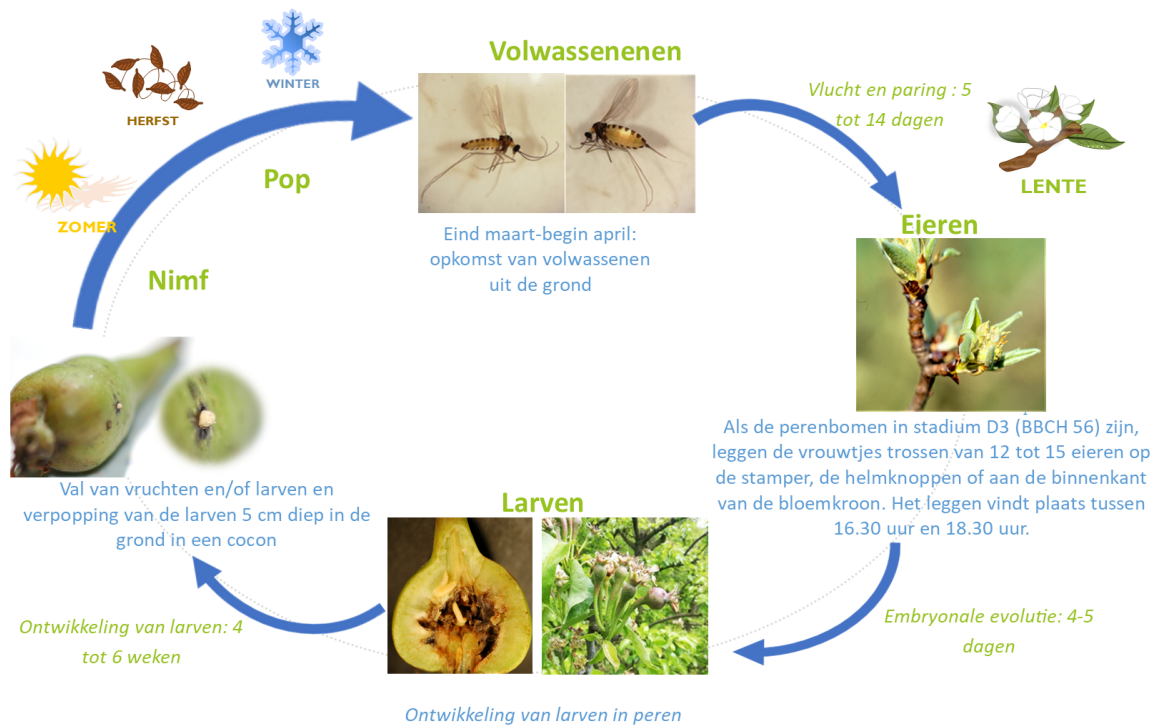 Volwassenenen
WINTER
HERFST
Vlucht en paring : 5
tot 14 dagen
Pop
LENTE
ZOMER
Eieren
Eind maart-begin april:
opkomst van volwassenen
uit de grond
Nimf
Als de perenbomen in stadium D3 (BBCH 56) zijn,
leggen de vrouwtjes trossen van 12 tot 15 eieren op
de stamper, de helmknoppen of aan de binnenkant
van de bloemkroon. Het leggen vindt plaats tussen
16.30 uur en 18.30 uur.
Val van vruchten en/of larven en
verpopping van de larven 5 cm diep in de
grond in een cocon
Larven
Embryonale evolutie: 4-5
dagen
Ontwikkeling van larven: 4
tot 6 weken
Ontwikkeling van larven in peren